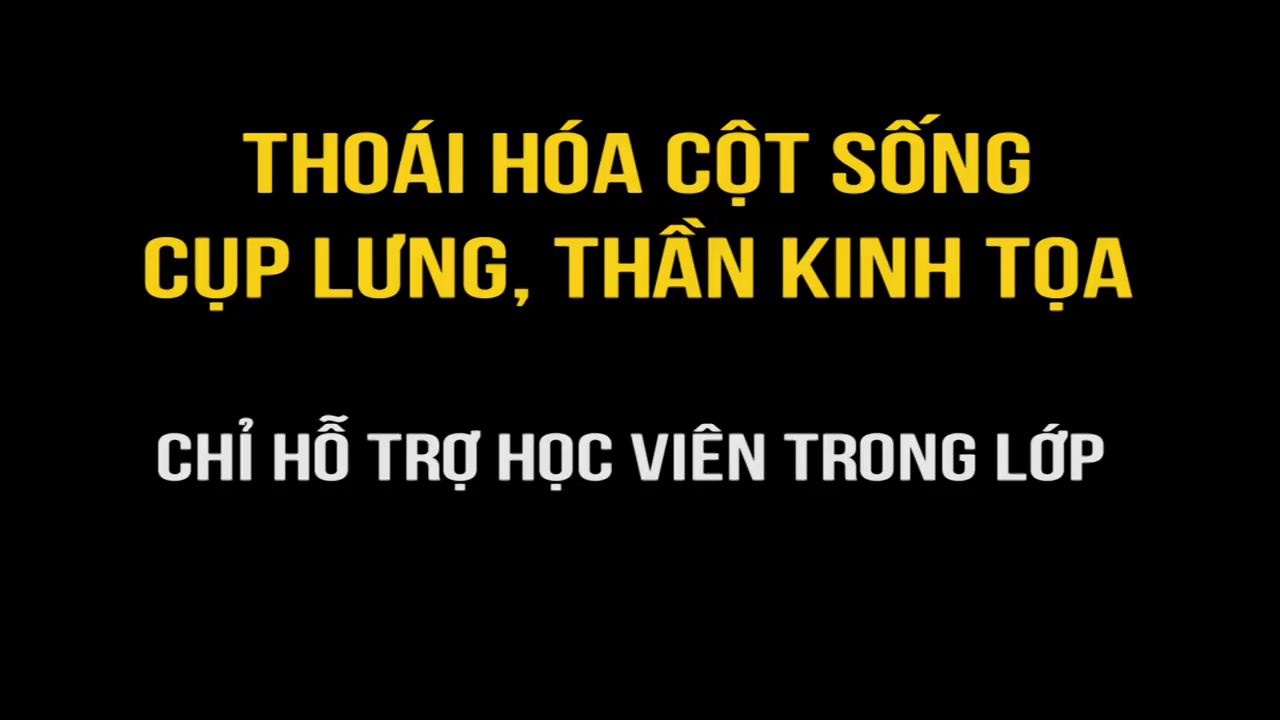 THOÁI HÓA CỘT SỐNG
CỤP LƯNG, THẦN KINH TỌA
CHỈ HỖ TRỢ HỌC VIÊN TRONG LỚP